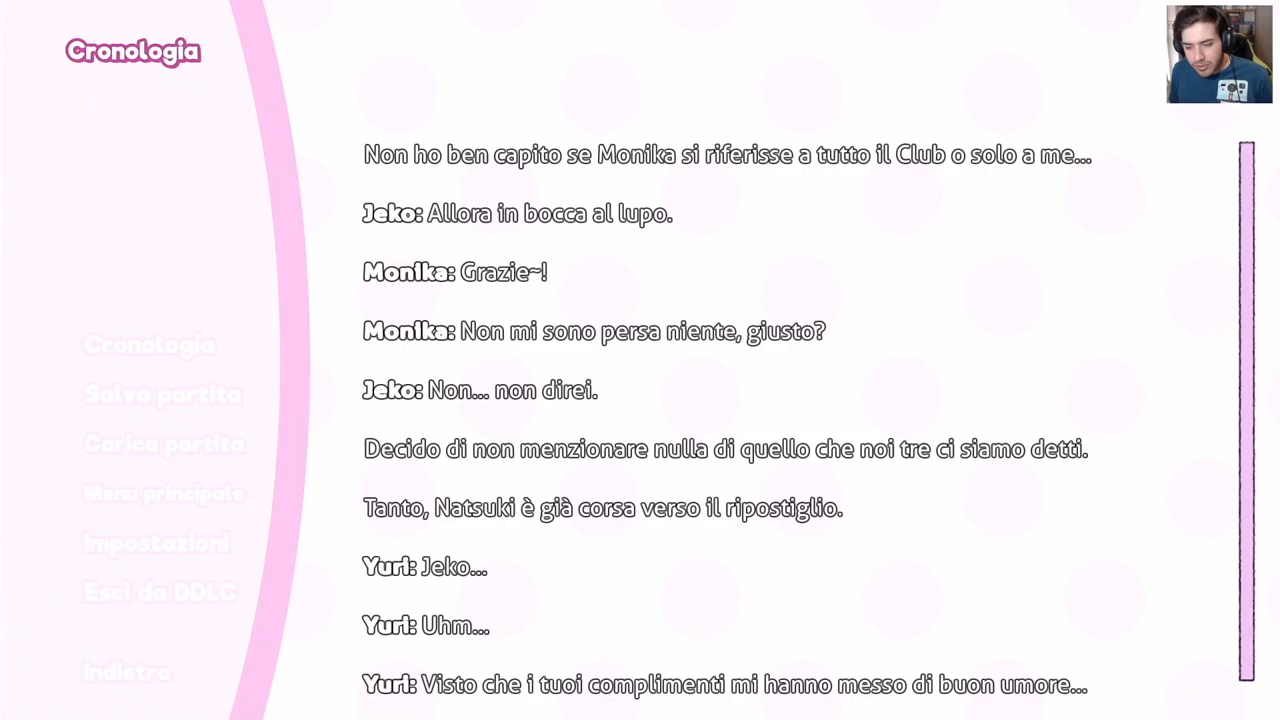 Cronologia
Non ho ben capito se Monika si riferisse a tutto il Club o solo a me...
Jeko: Allora in bocca al lupo.
Monika: Grazie~!
Monika: Non mi sono persa niente, giusto?
Jeko: Non... non direi.
Decido di non menzionare nulla di quello che noi tre ci siamo detti.
Tanto, Natsuki è già corsa verso il ripostiglio.
Yuri: Jeko...
Yuri: Uhm...
Yuri: Visto che i tuoi complimenti mi hanno messo di buon umore...
Cronologia
Salva partita
Carica partita
Menu principale
Impostazioni
Esci da DDLC
Indietro